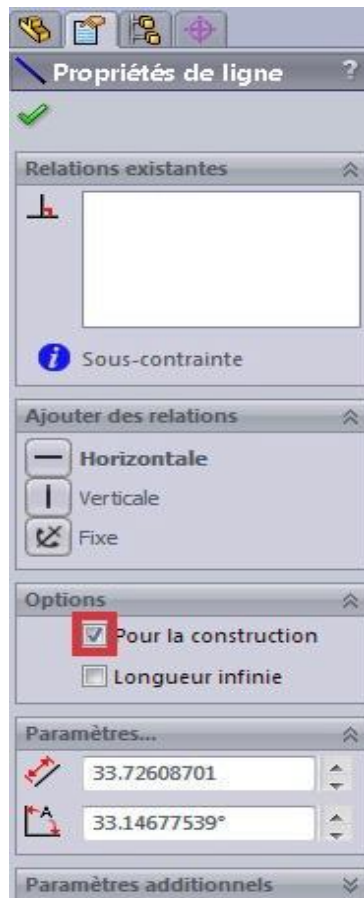 Propriétés de ligne ?
Relations existantes
Sous-contrainte
Ajouter des relations
Horizontale
Verticale
Fixe
Options
Pour la construction
Longueur infinie
Paramètres...
33.72608701
A
33.14677539°
Paramètres additionnels